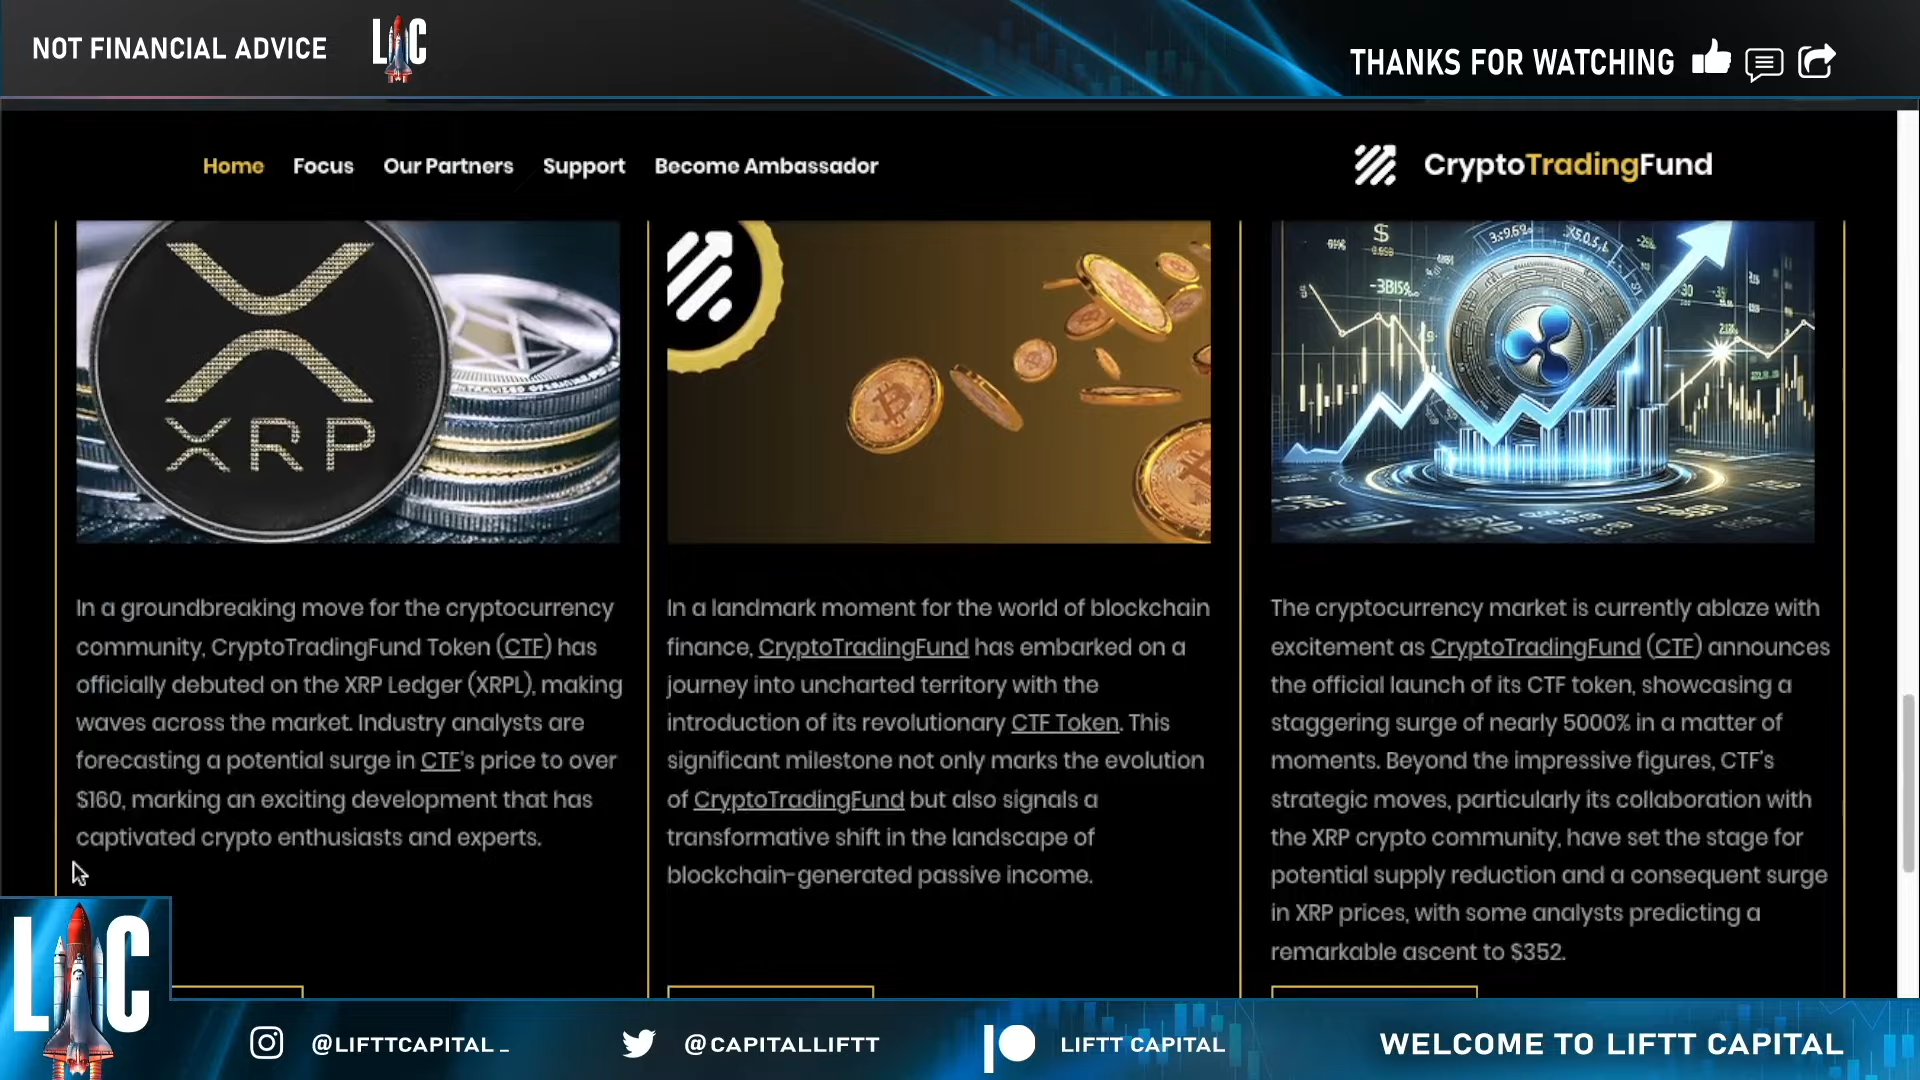 NOT FINANCIAL ADVICE
LC
THANKS FOR WATCHING
Home
Focus
Our Partners
Support
Become Ambassador
CryptoTradingFund
XRP
In a groundbreaking move for the cryptocurrency
community, CryptoTradingFund Token (CTF) has
officially debuted on the XRP Ledger (XRPL), making
waves across the market. Industry analysts are
forecasting a potential surge in CTF's price to over
$160, marking an exciting development that has
captivated crypto enthusiasts and experts.
In a landmark moment for the world of blockchain
finance, CryptoTradingFund has embarked on a
journey into uncharted territory with the
introduction of its revolutionary CTF Token. This
significant milestone not only marks the evolution
of CryptoTradingFund but also signals a
transformative shift in the landscape of
blockchain-generated passive income.
The cryptocurrency market is currently ablaze with
excitement as CryptoTradingFund (CTF) announces
the official launch of its CTF token, showcasing a
staggering surge of nearly 5000% in a matter of
moments. Beyond the impressive figures, CTF's
strategic moves, particularly its collaboration with
the XRP crypto community, have set the stage for
potential supply reduction and a consequent surge
in XRP prices, with some analysts predicting a
remarkable ascent to $352.
LC
@LIFTTCAPITAL_
@CAPITALLIFTT
LIFTT CAPITAL
WELCOME TO LIFTT CAPITAL